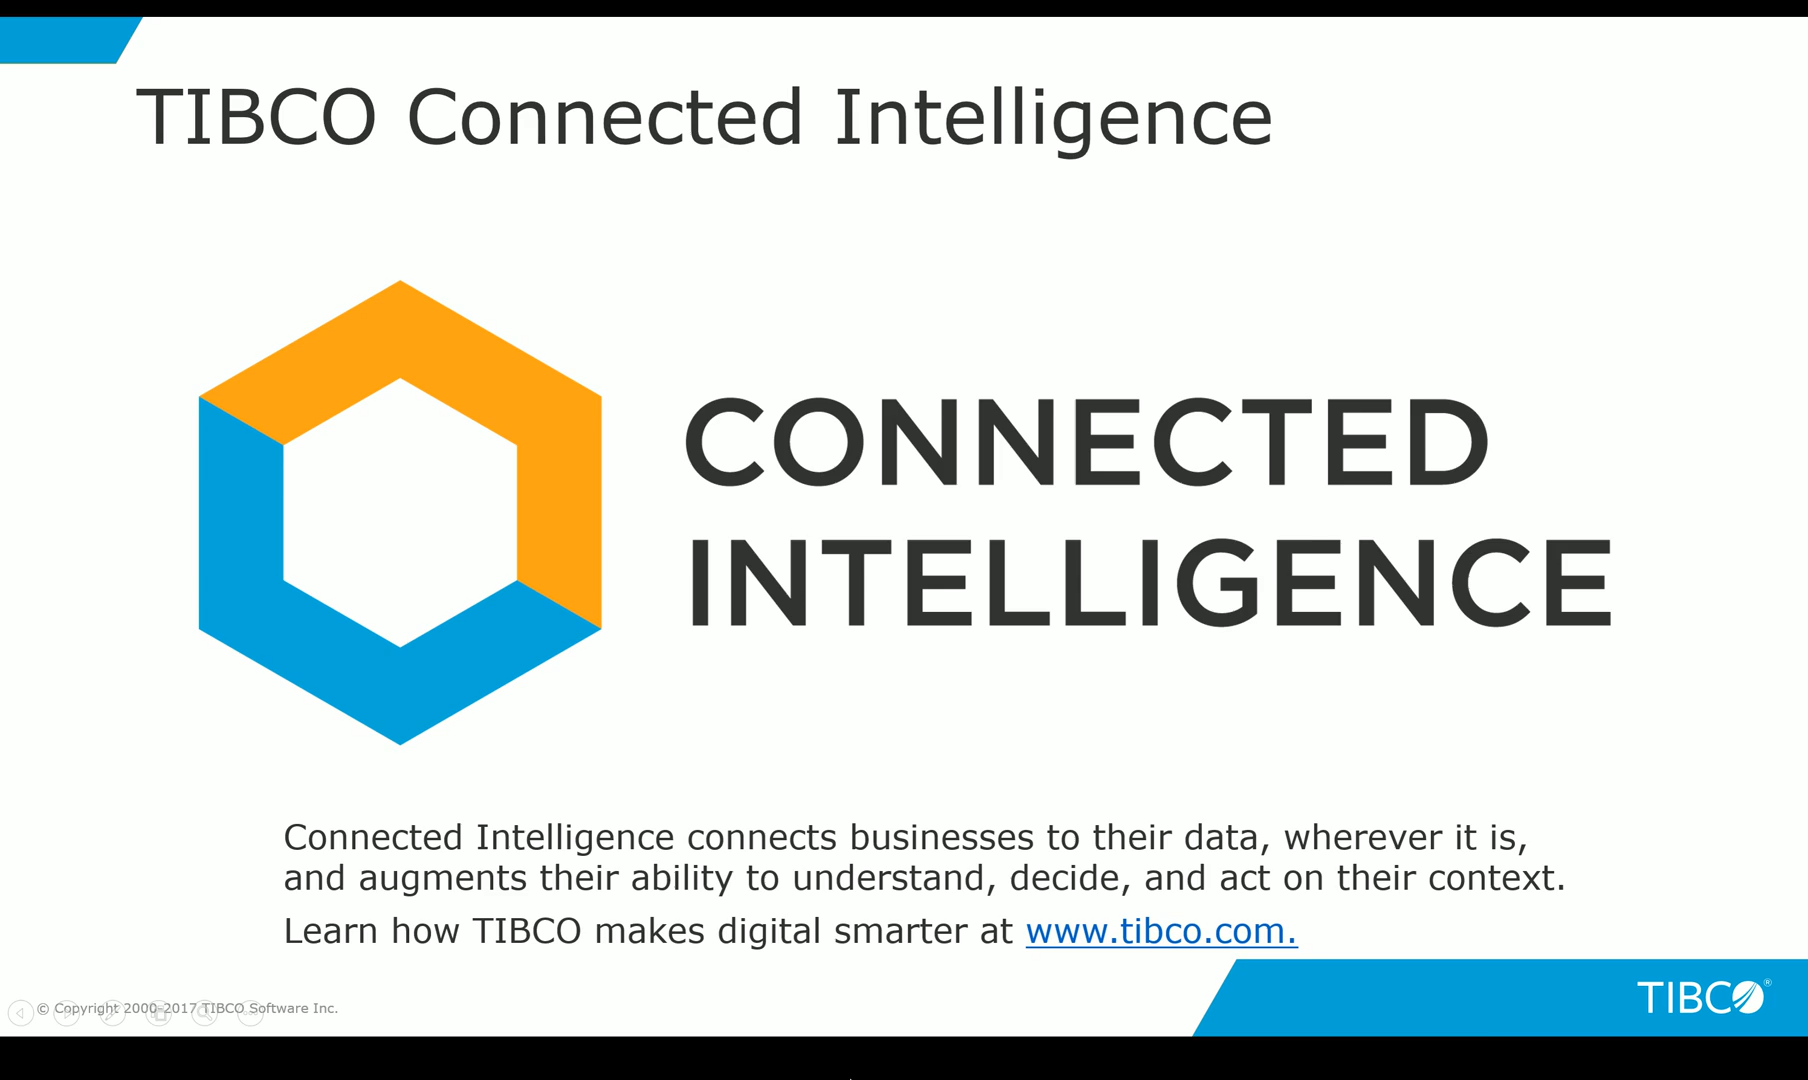 TIBCO Connected Intelligence
CONNECTED
INTELLIGENCE
Connected Intelligence connects businesses to their data, wherever it is,
and augments their ability to understand, decide, and act on their context.
Learn how TIBCO makes digital smarter at www.tibco.com.
© Copyright 2000-2017 TIBCO Software Inc.
TIBCO®